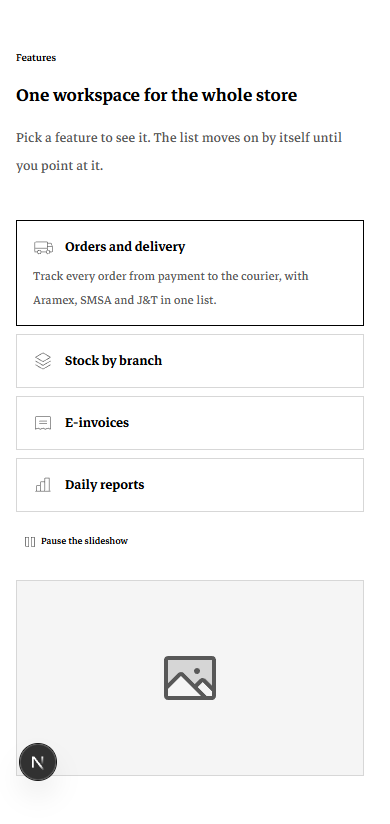 Features
One workspace for the whole store
Pick a feature to see it. The list moves on by itself until
you point at it.
Orders and delivery
Track every order from payment to the courier, with
Aramex, SMSA and J&T in one list.
Stock by branch
E-invoices
Daily reports
Pause the slideshow
N